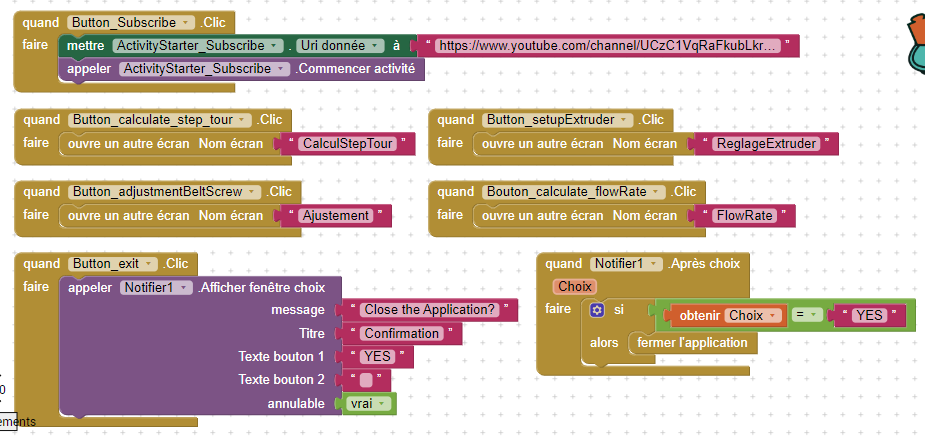 quand Button_Subscribe .Clic
faire mettre ActivityStarter_Subscribe . Uri donnée à " https://www.youtube.com/channel/UCzC1VqRaFkubLkr... "
appeler ActivityStarter_Subscribe .Commencer activité
quand Button_calculate_step_tour .Clic
faire ouvre un autre écran Nom écran " CalculStepTour "
quand Button_setupExtruder .Clic
faire ouvre un autre écran Nom écran " ReglageExtruder "
quand Button_adjustmentBeltScrew .Clic
faire ouvre un autre écran Nom écran " Ajustement "
quand Bouton_calculate_flowRate .Clic
faire ouvre un autre écran Nom écran " FlowRate "
quand Button_exit .Clic
faire appeler Notifier1 .Afficher fenêtre choix
message " Close the Application? "
Titre " Confirmation "
Texte bouton 1 " YES "
Texte bouton 2 " "
annulable vrai
quand Notifier1 .Après choix
Choix
faire si obtenir Choix = " YES "
alors fermer l'application
0
ements